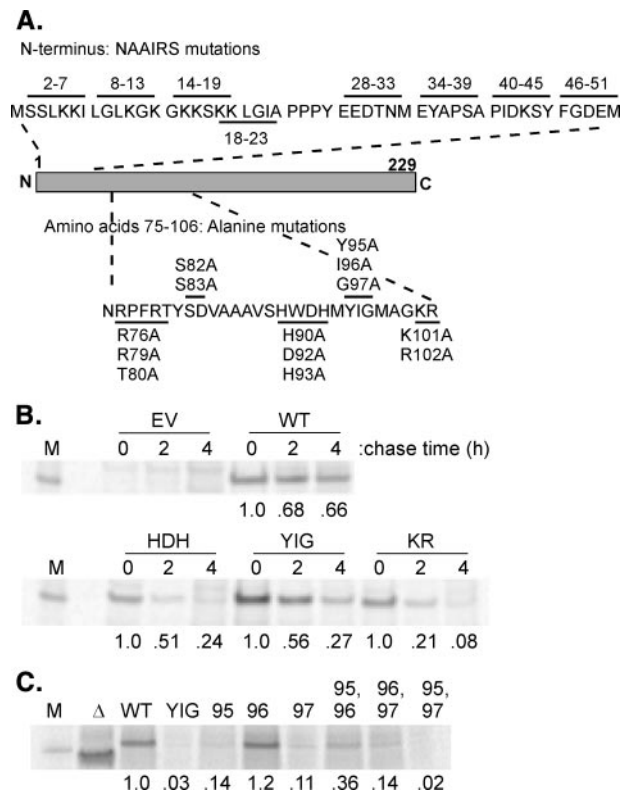 A.
N-terminus: NAAIRS mutations
2-7 8-13 14-19 28-33 34-39 40-45 46-51
MSSLKKI LGLKGK GKKSKK LGIA PPPY EEDTNM EYAPSA PIDKSY FGDEM
18-23
1 229
N C
Amino acids 75-106: Alanine mutations
Y95A
S82A I96A
S83A G97A
NRPFRTYSDVAAAVSHWDHMYIGMAGKR
R76A H90A K101A
R79A D92A R102A
T80A H93A
B.
EV WT
M 0 2 4 0 2 4 :chase time (h)
1.0 .68 .66
HDH YIG KR
M 0 2 4 0 2 4 0 2 4
1.0 .51 .24 1.0 .56 .27 1.0 .21 .08
C.
95, 96, 95,
M Δ WT YIG 95 96 97 96 97 97
1.0 .03 .14 1.2 .11 .36 .14 .02